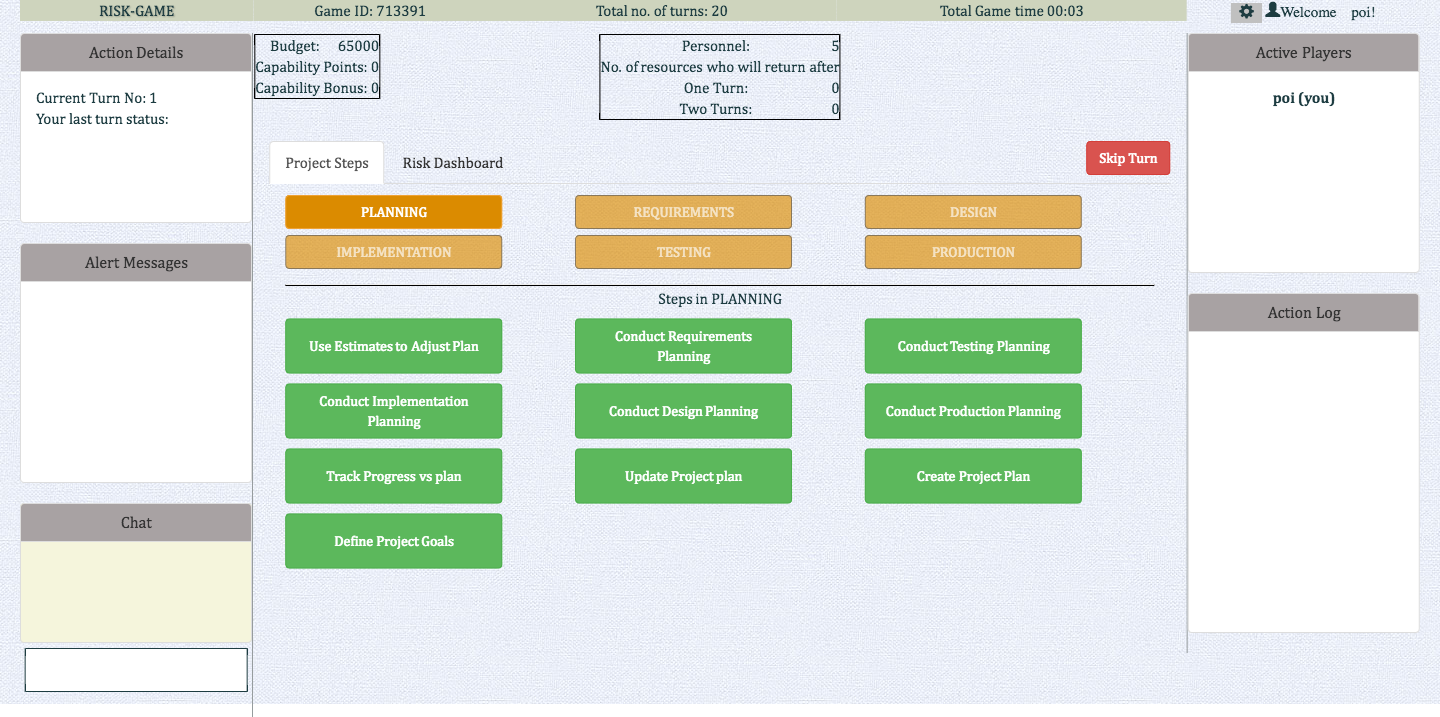 RISK-GAME
Game ID: 713391
Total no. of turns: 20
Total Game time 00:03
Welcome poi!
Action Details
Current Turn No: 1
Your last turn status:
Alert Messages
Chat
Budget: 65000
Capability Points: 0
Capability Bonus: 0
Personnel: 5
No. of resources who will return after
One Turn: 0
Two Turns: 0
Project Steps
Risk Dashboard
Skip Turn
PLANNING
REQUIREMENTS
DESIGN
IMPLEMENTATION
TESTING
PRODUCTION
Steps in PLANNING
Use Estimates to Adjust Plan
Conduct Requirements
Planning
Conduct Testing Planning
Conduct Implementation
Planning
Conduct Design Planning
Conduct Production Planning
Track Progress vs plan
Update Project plan
Create Project Plan
Define Project Goals
Active Players
poi (you)
Action Log